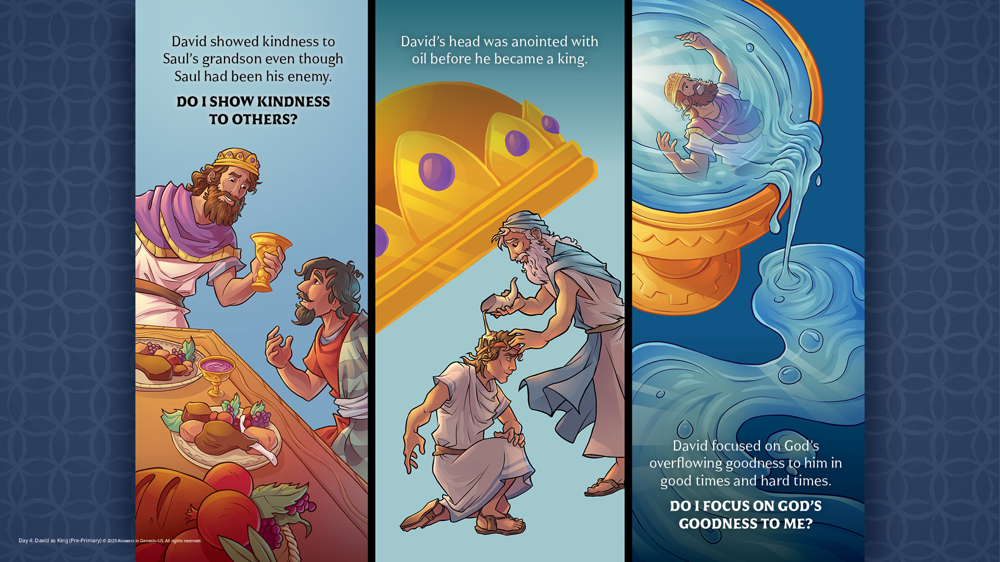 David showed kindness to
Saul’s grandson even though
Saul had been his enemy.
DO I SHOW KINDNESS
TO OTHERS?
David’s head was anointed with
oil before he became a king.
David focused on God’s
overflowing goodness to him in
good times and hard times.
DO I FOCUS ON GOD’S
GOODNESS TO ME?
Day 4: David as King (Pre-Primary) © 2025 Answers in Genesis–US. All rights reserved.